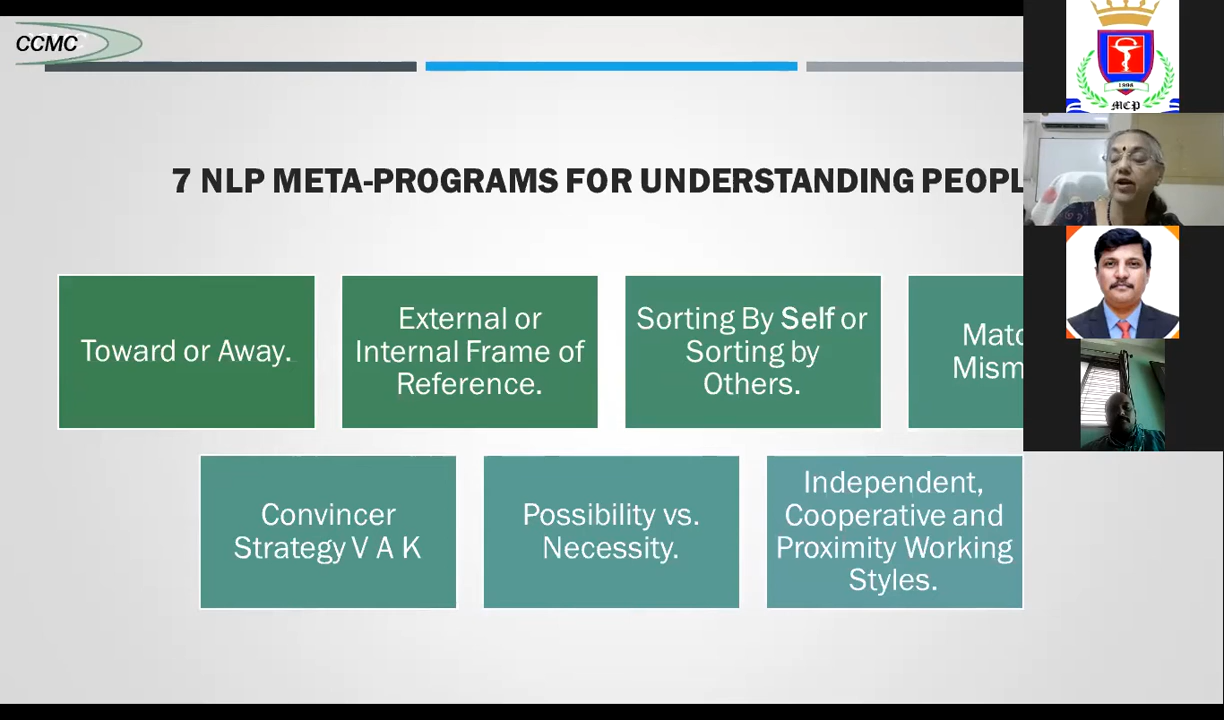 CCMC
7 NLP META-PROGRAMS FOR UNDERSTANDING PEOPL
Toward or Away.
External or
Internal Frame of
Reference.
Sorting By Self or
Sorting by
Others.
Matc
Mism
Convincer
Strategy V A K
Possibility vs.
Necessity.
Independent,
Cooperative and
Proximity Working
Styles.
MCP